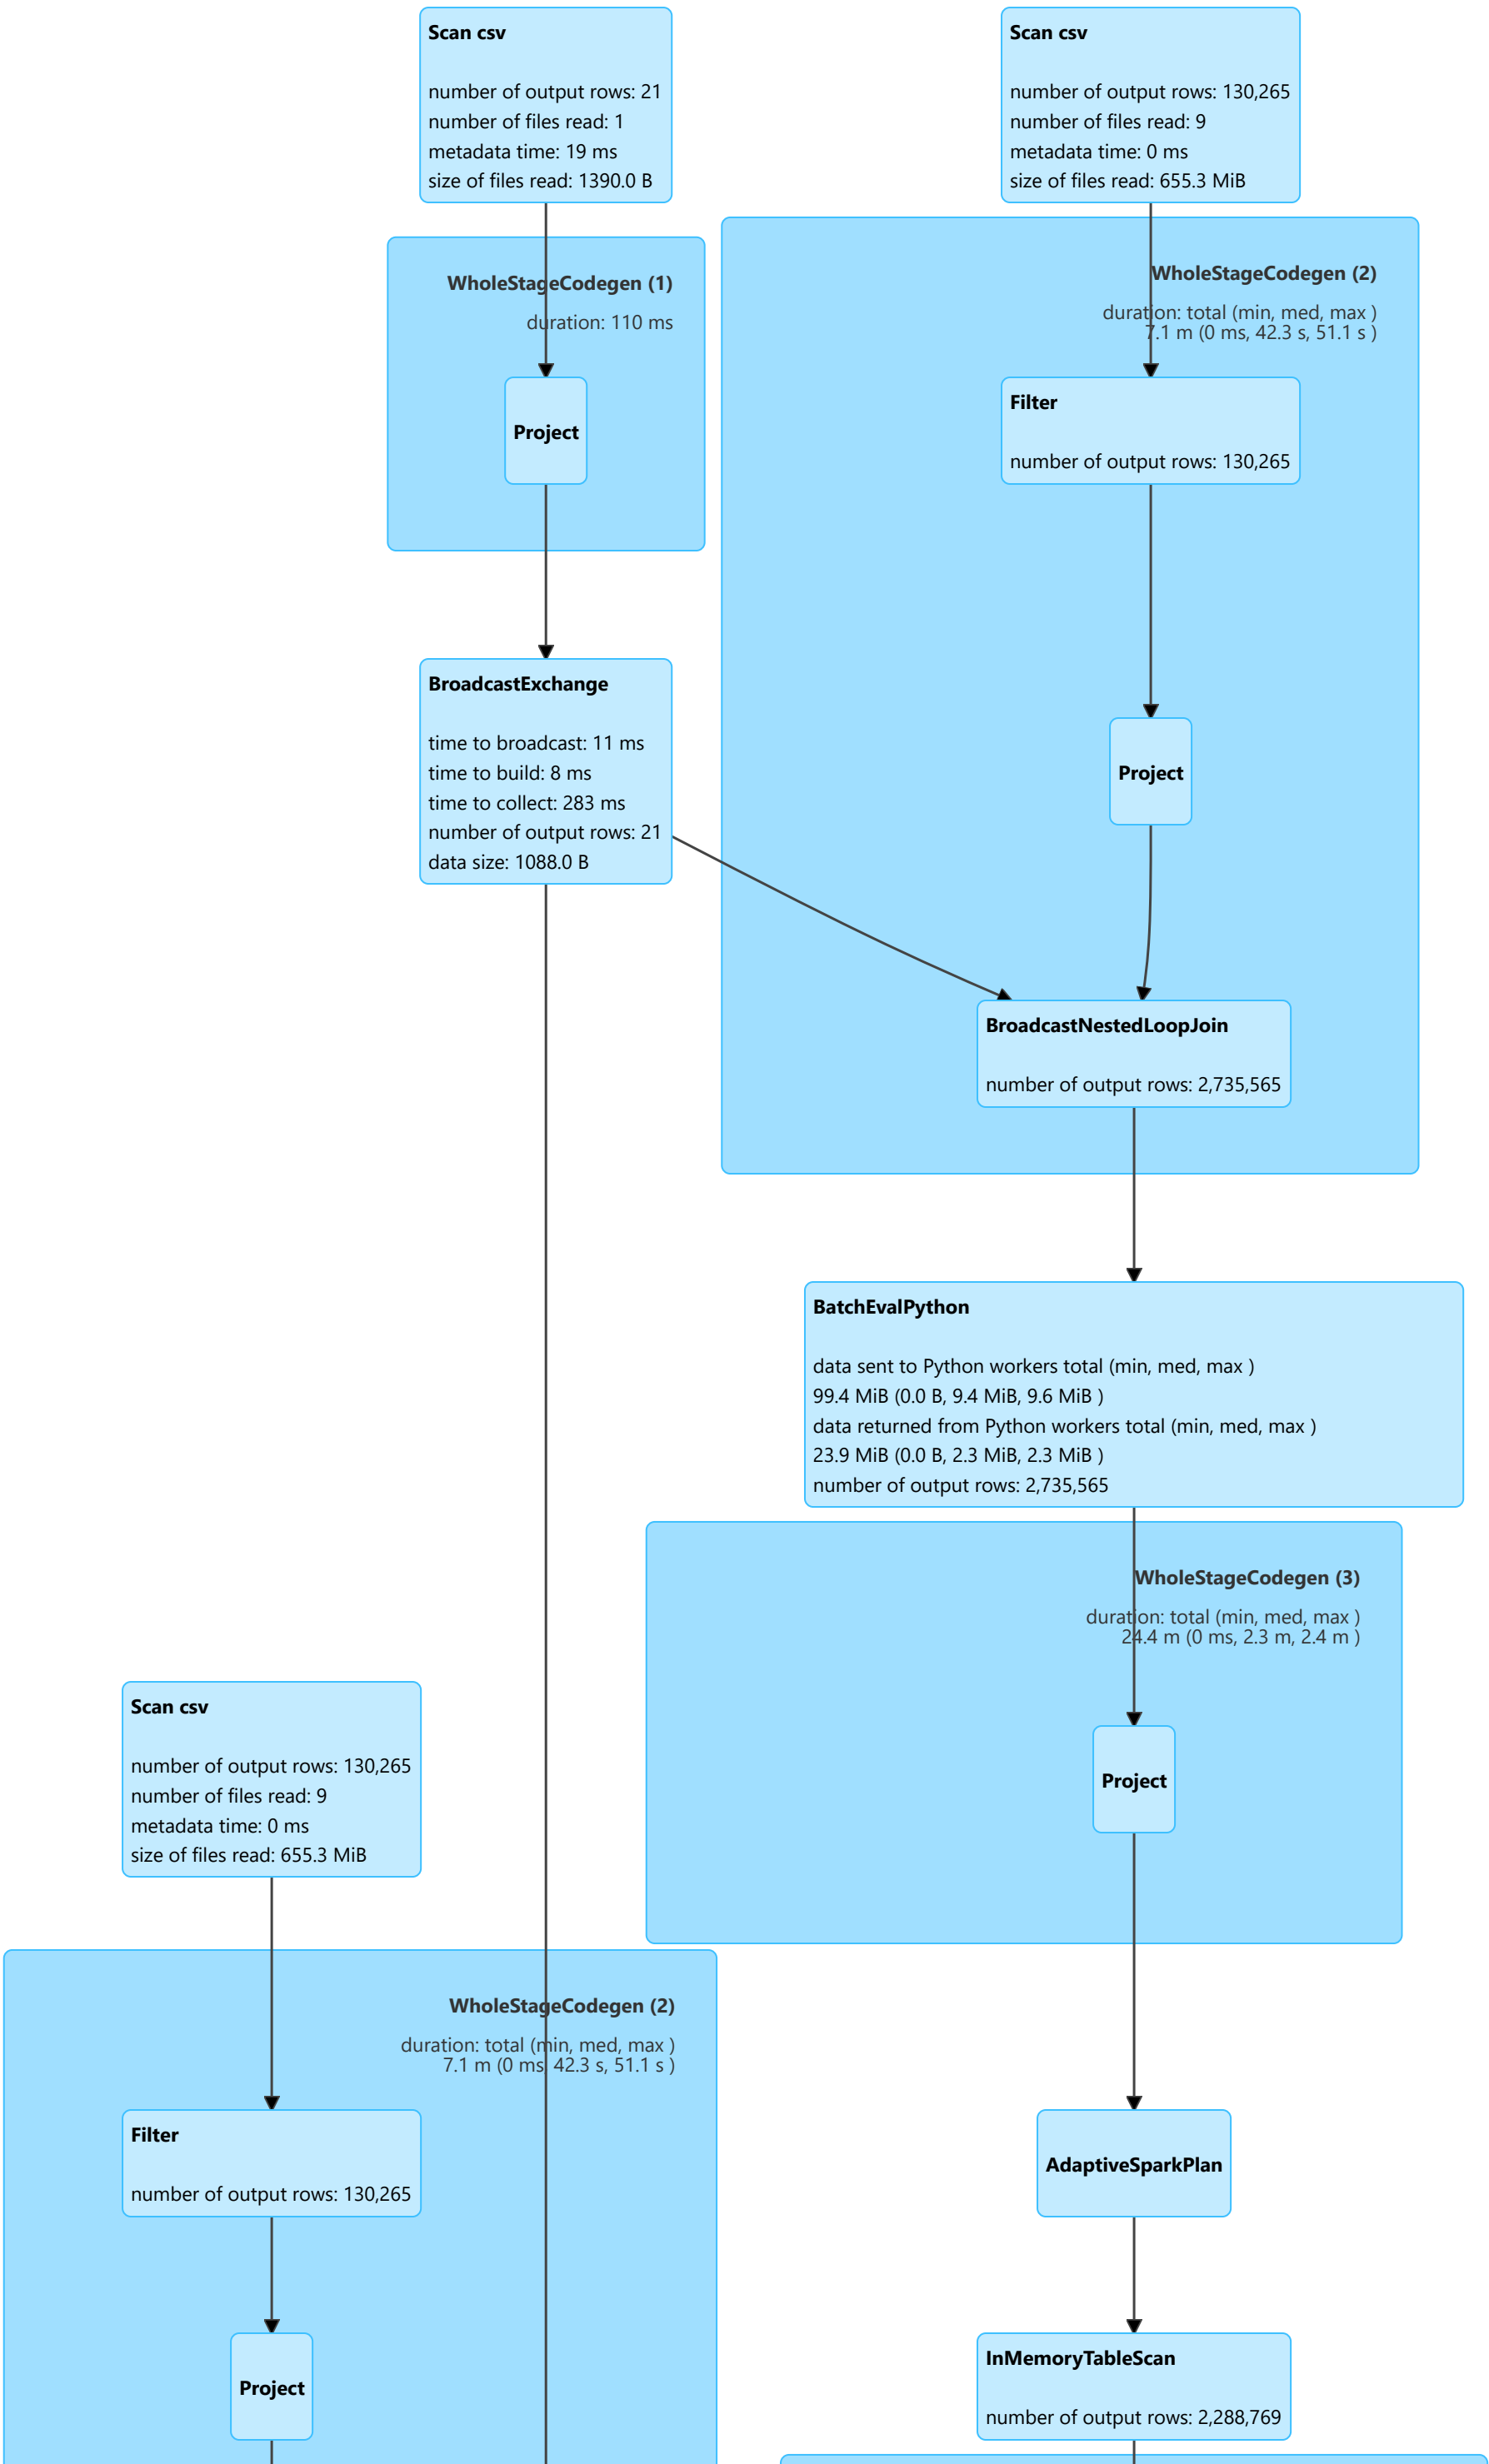 Scan csv
number of output rows: 21
number of files read: 1
metadata time: 19 ms
size of files read: 1390.0 B
Scan csv
number of output rows: 130,265
number of files read: 9
metadata time: 0 ms
size of files read: 655.3 MiB
WholeStageCodegen (1)
duration: 110 ms
Project
WholeStageCodegen (2)
duration: total (min, med, max )
7.1 m (0 ms, 42.3 s, 51.1 s )
Filter
number of output rows: 130,265
Project
BroadcastExchange
time to broadcast: 11 ms
time to build: 8 ms
time to collect: 283 ms
number of output rows: 21
data size: 1088.0 B
BroadcastNestedLoopJoin
number of output rows: 2,735,565
BatchEvalPython
data sent to Python workers total (min, med, max )
99.4 MiB (0.0 B, 9.4 MiB, 9.6 MiB )
data returned from Python workers total (min, med, max )
23.9 MiB (0.0 B, 2.3 MiB, 2.3 MiB )
number of output rows: 2,735,565
WholeStageCodegen (3)
duration: total (min, med, max )
24.4 m (0 ms, 2.3 m, 2.4 m )
Project
Scan csv
number of output rows: 130,265
number of files read: 9
metadata time: 0 ms
size of files read: 655.3 MiB
WholeStageCodegen (2)
duration: total (min, med, max )
7.1 m (0 ms, 42.3 s, 51.1 s )
Filter
number of output rows: 130,265
Project
AdaptiveSparkPlan
InMemoryTableScan
number of output rows: 2,288,769